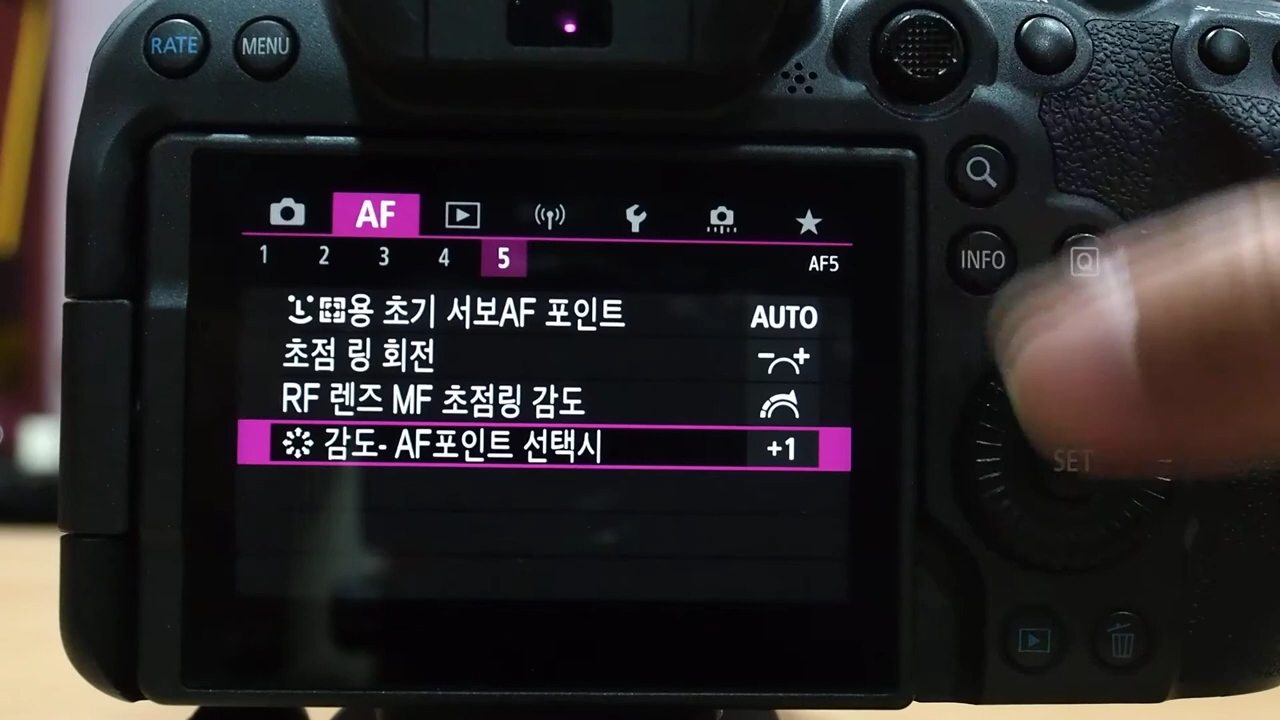 RATE MENU
AF
1 2 3 4 5 AF5
용 초기 서보AF 포인트 AUTO
초점 링 회전 - +
RF 렌즈 MF 초점링 감도
감도- AF포인트 선택시 +1
INFO
Q
SET